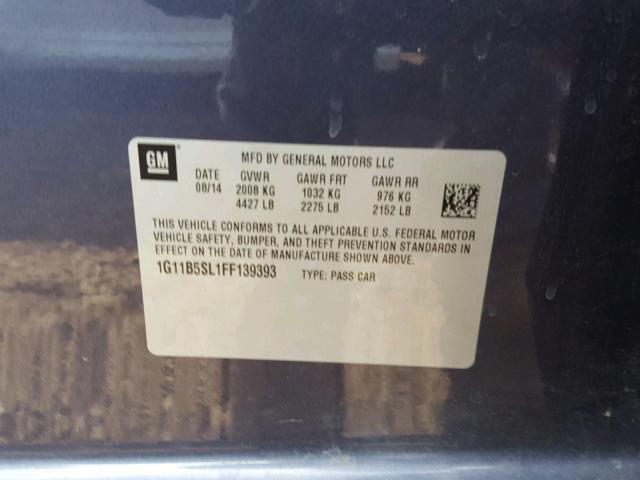 GM ®
MFD BY GENERAL MOTORS LLC
DATE GVWR GAWR FRT GAWR RR
08/14 2008 KG 1032 KG 976 KG
4427 LB 2275 LB 2152 LB
THIS VEHICLE CONFORMS TO ALL APPLICABLE U.S. FEDERAL MOTOR
VEHICLE SAFETY, BUMPER, AND THEFT PREVENTION STANDARDS IN
EFFECT ON THE DATE OF MANUFACTURE SHOWN ABOVE.
1G11B5SL1FF139393 TYPE: PASS CAR